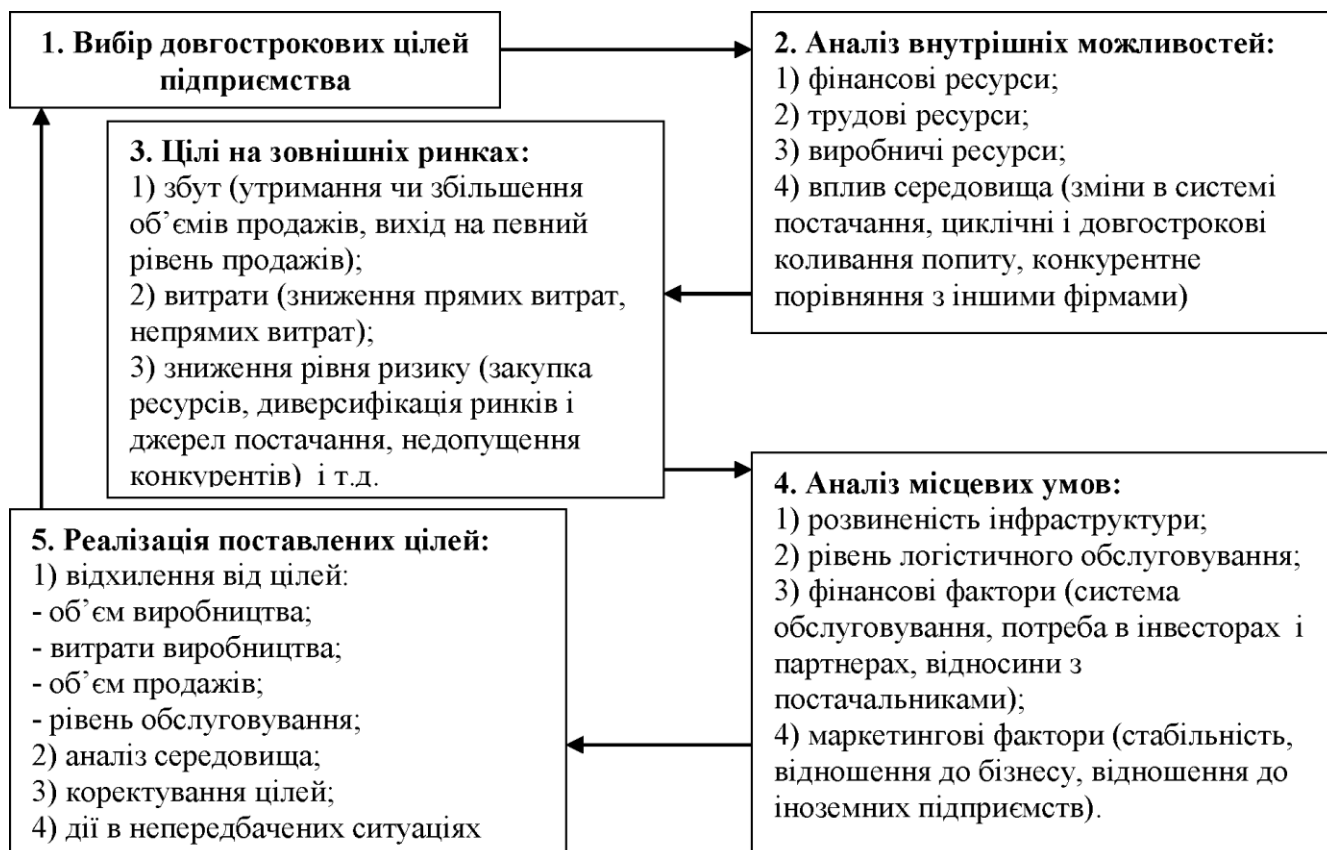 1. Вибір довгострокових цілей
підприємства
2. Аналіз внутрішніх можливостей:
1) фінансові ресурси;
2) трудові ресурси;
3) виробничі ресурси;
4) вплив середовища (зміни в системі
постачання, циклічні і довгострокові
коливання попиту, конкурентне
порівняння з іншими фірмами)
3. Цілі на зовнішніх ринках:
1) збут (утримання чи збільшення
об’ємів продажів, вихід на певний
рівень продажів);
2) витрати (зниження прямих витрат,
непрямих витрат);
3) зниження рівня ризику (закупка
ресурсів, диверсифікація ринків і
джерел постачання, недопущення
конкурентів) і т.д.
4. Аналіз місцевих умов:
1) розвиненість інфраструктури;
2) рівень логістичного обслуговування;
3) фінансові фактори (система
обслуговування, потреба в інвесторах і
партнерах, відносини з
постачальниками);
4) маркетингові фактори (стабільність,
відношення до бізнесу, відношення до
іноземних підприємств).
5. Реалізація поставлених цілей:
1) відхилення від цілей:
- об’єм виробництва;
- витрати виробництва;
- об’єм продажів;
- рівень обслуговування;
2) аналіз середовища;
3) коректування цілей;
4) дії в непередбачених ситуаціях